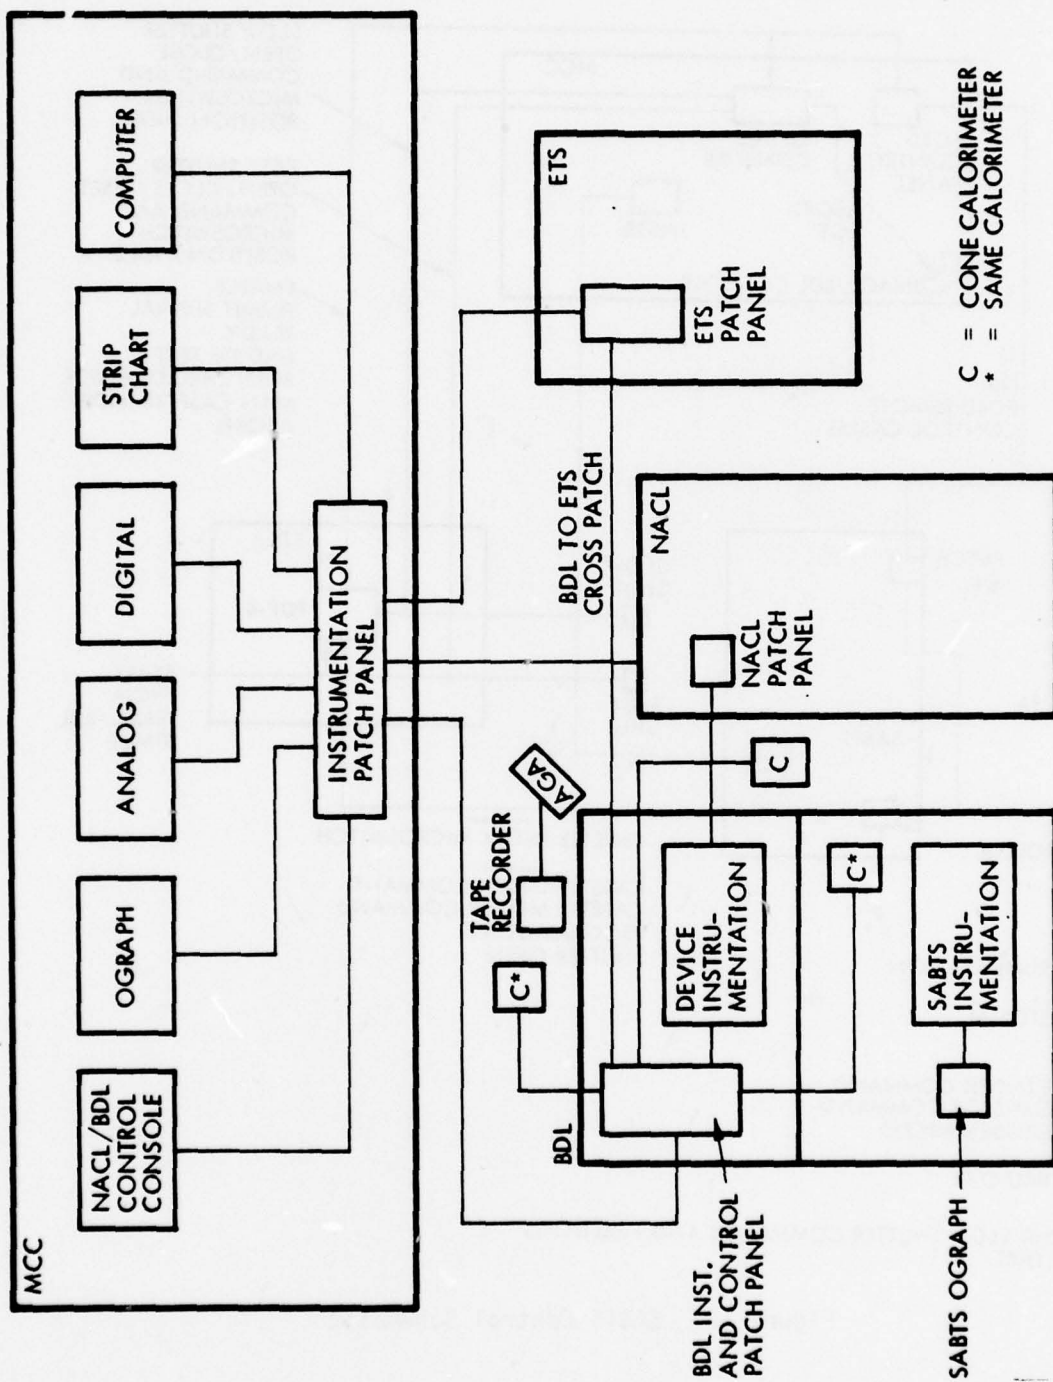 MCC
NACL/BDL
CONTROL
CONSOLE
OGRAPH
ANALOG
DIGITAL
STRIP
CHART
COMPUTER
INSTRUMENTATION
PATCH PANEL
ETS
ETS
PATCH
PANEL
BDL TO ETS
CROSS PATCH
NACL
NACL
PATCH
PANEL
TAPE
RECORDER
AGA
C*
C
BDL
DEVICE
INSTRU-
MENTATION
C*
SABTS
INSTRU-
MENTATION
BDL INST.
AND CONTROL
PATCH PANEL
SABTS OGRAPH
C = CONE CALORIMETER
* = SAME CALORIMETER